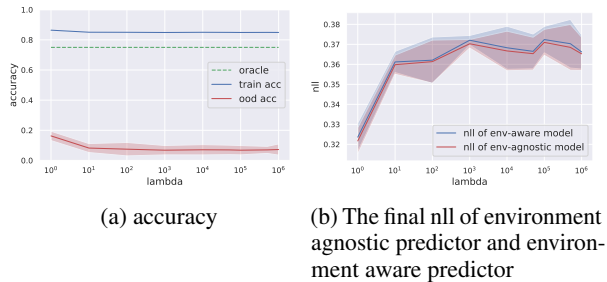 1.0
0.8
0.6
0.4
0.2
0.0
accuracy
oracle
train acc
ood acc
10^0 10^1 10^2 10^3 10^4 10^5 10^6
lambda
(a) accuracy
0.38
0.37
0.36
0.35
0.34
0.33
0.32
nll
nll of env-aware model
nll of env-agnostic model
10^0 10^1 10^2 10^3 10^4 10^5 10^6
lambda
(b) The final nll of environment
agnostic predictor and environ-
ment aware predictor